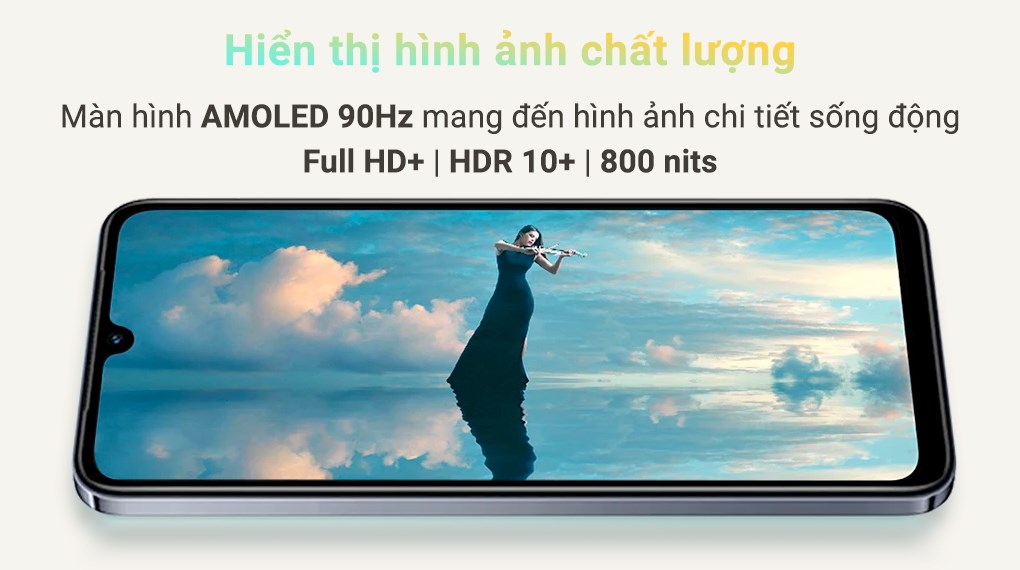 Hiển thị hình ảnh chất lượng
Màn hình AMOLED 90Hz mang đến hình ảnh chi tiết sống động
Full HD+ | HDR 10+ | 800 nits